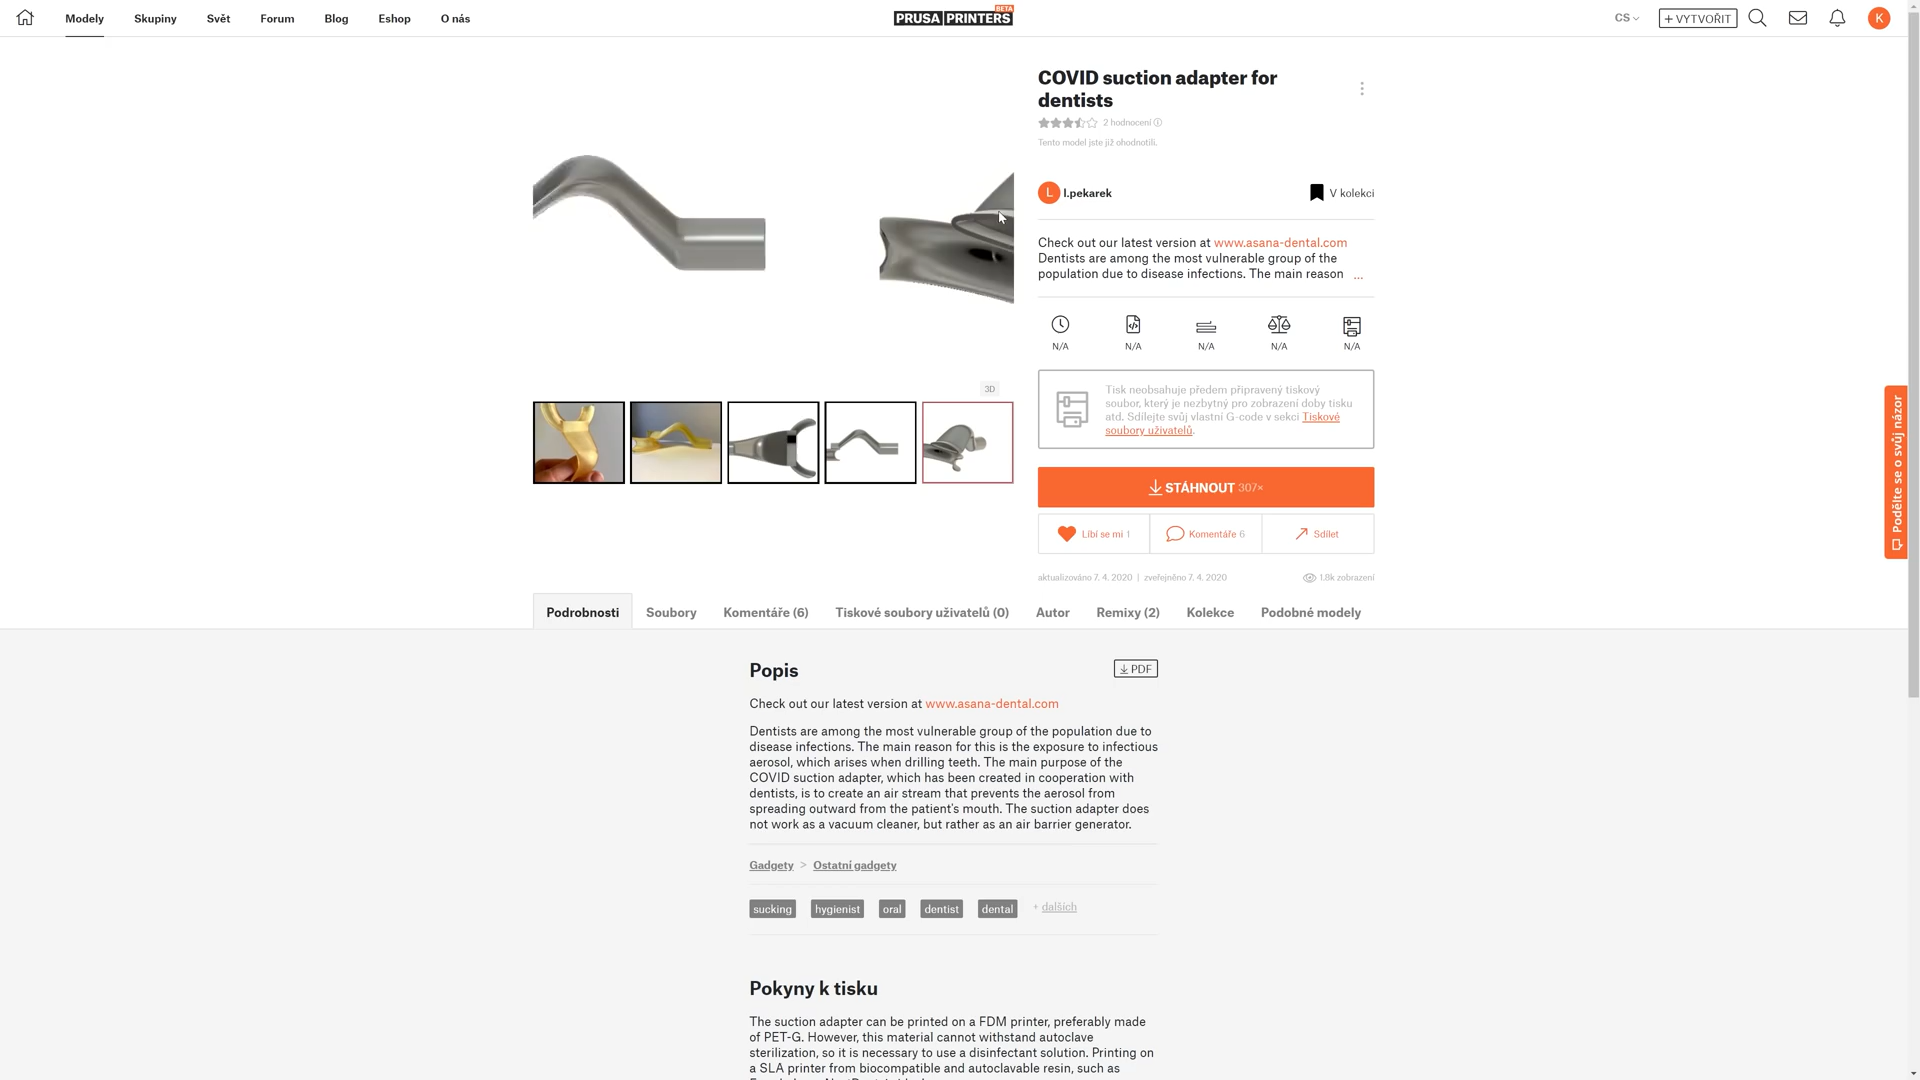 Modely
Skupiny
Svět
Forum
Blog
Eshop
O nás
PRUSA PRINTERS
BETA
CS
+ VYTVOŘIT
K
COVID suction adapter for
dentists
2 hodnocení
Tento model jste již ohodnotili.
L l.pekarek
V kolekci
Check out our latest version at www.asana-dental.com
Dentists are among the most vulnerable group of the
population due to disease infections. The main reason ...
N/A N/A N/A N/A N/A
Tisk neobsahuje předem připravený tiskový
soubor, který je nezbytný pro zobrazení doby tisku
atd. Sdílejte svůj vlastní G-code v sekci Tiskové
soubory uživatelů.
3D
STÁHNOUT 307×
Líbí se mi 1
Komentáře 6
Sdílet
aktualizováno 7. 4. 2020 | zveřejněno 7. 4. 2020
1.8k zobrazení
Podělte se o svůj názor
Podrobnosti
Soubory
Komentáře (6)
Tiskové soubory uživatelů (0)
Autor
Remixy (2)
Kolekce
Podobné modely
Popis
PDF
Check out our latest version at www.asana-dental.com
Dentists are among the most vulnerable group of the population due to
disease infections. The main reason for this is the exposure to infectious
aerosol, which arises when drilling teeth. The main purpose of the
COVID suction adapter, which has been created in cooperation with
dentists, is to create an air stream that prevents the aerosol from
spreading outward from the patient's mouth. The suction adapter does
not work as a vacuum cleaner, but rather as an air barrier generator.
Gadgety > Ostatní gadgety
sucking
hygienist
oral
dentist
dental
+ dalších
Pokyny k tisku
The suction adapter can be printed on a FDM printer, preferably made
of PET-G. However, this material cannot withstand autoclave
sterilization, so it is necessary to use a disinfectant solution. Printing on
a SLA printer from biocompatible and autoclavable resin, such as